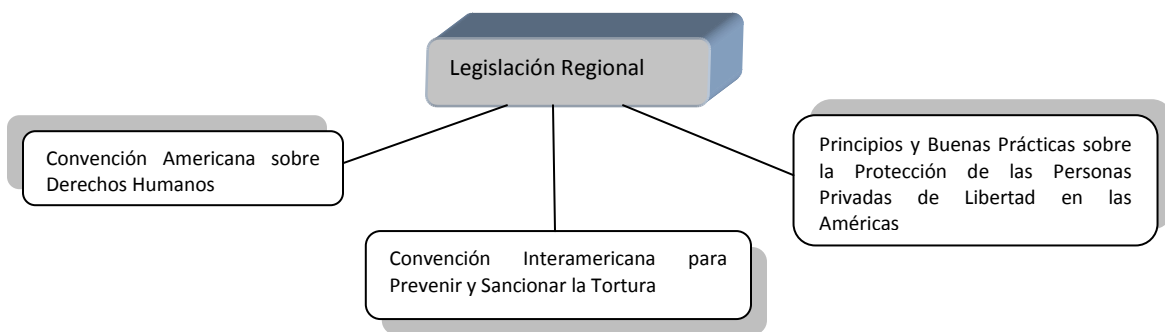 Legislación Regional
Convención Americana sobre
Derechos Humanos
Convención Interamericana para
Prevenir y Sancionar la Tortura
Principios y Buenas Prácticas sobre
la Protección de las Personas
Privadas de Libertad en las
Américas